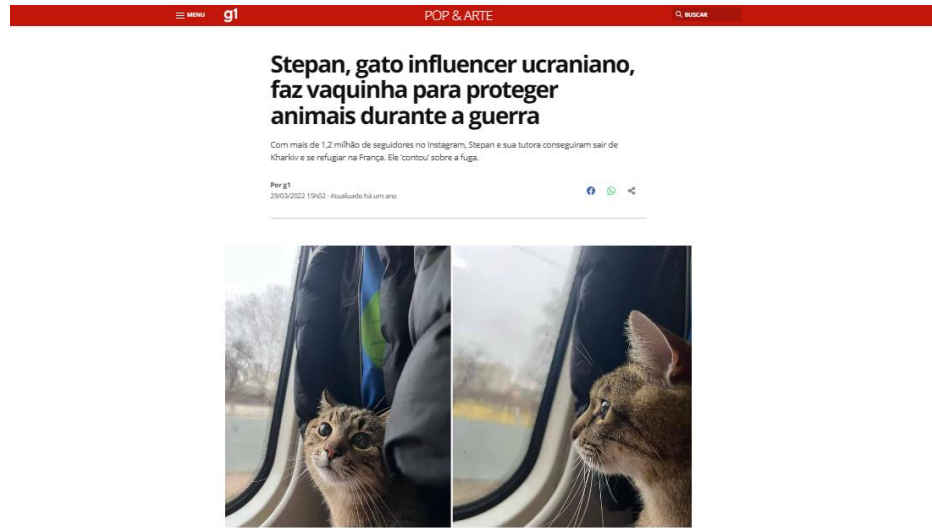 MENU
g1
POP & ARTE
BUSCAR
Stepan, gato influencer ucraniano,
faz vaquinha para proteger
animais durante a guerra
Com mais de 1,2 milhão de seguidores no Instagram, Stepan e sua tutora conseguiram sair de
Kharkiv e se refugiar na França. Ele 'contou' sobre a fuga.
Por g1
29/03/2022 15h02 · Atualizado há um ano